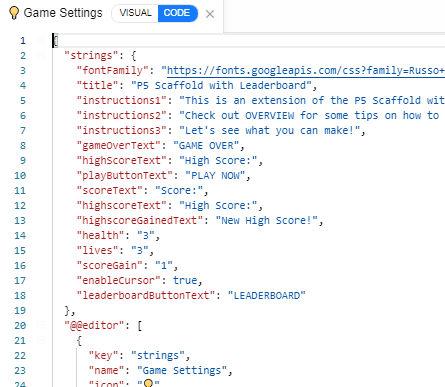 Game Settings VISUAL CODE
1 {
2 "strings": {
3 "fontFamily": "https://fonts.googleapis.com/css?family=Russo+
4 "title": "P5 Scaffold with Leaderboard",
5 "instructions1": "This is an extension of the P5 Scaffold wit
6 "instructions2": "Check out OVERVIEW for some tips on how to
7 "instructions3": "Let's see what you can make!",
8 "gameOverText": "GAME OVER",
9 "highScoreText": "High Score:",
10 "playButtonText": "PLAY NOW",
11 "scoreText": "Score:",
12 "highscoreText": "High Score:",
13 "highscoreGainedText": "New High Score!",
14 "health": "3",
15 "lives": "3",
16 "scoreGain": "1",
17 "enableCursor": true,
18 "leaderboardButtonText": "LEADERBOARD"
19 },
20 "@@editor": [
21 {
22 "key": "strings",
23 "name": "Game Settings",
24 "icon": "💡"